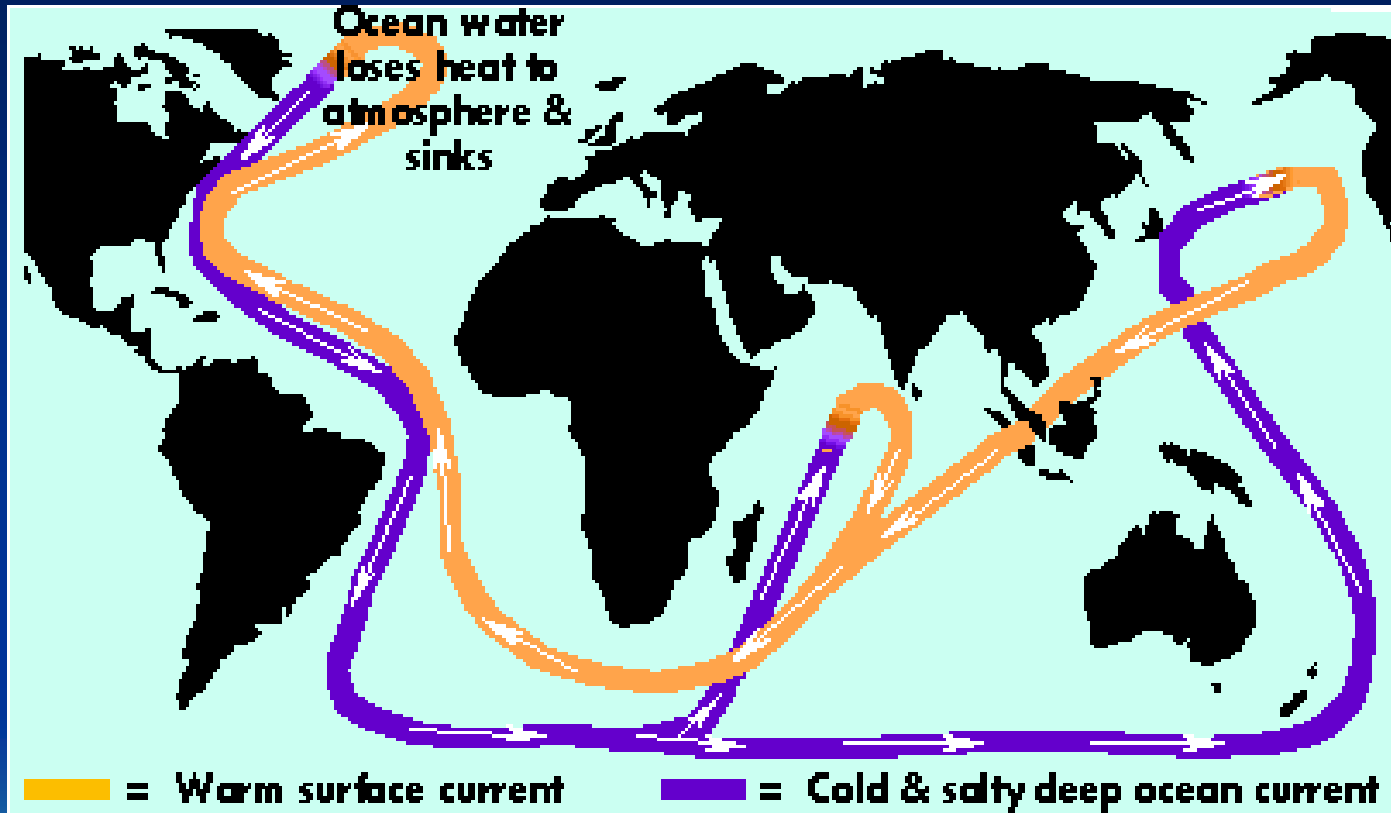 Ocean water
loses heat to
atmosphere &
sinks
= Warm surface current
= Cold & salty deep ocean current